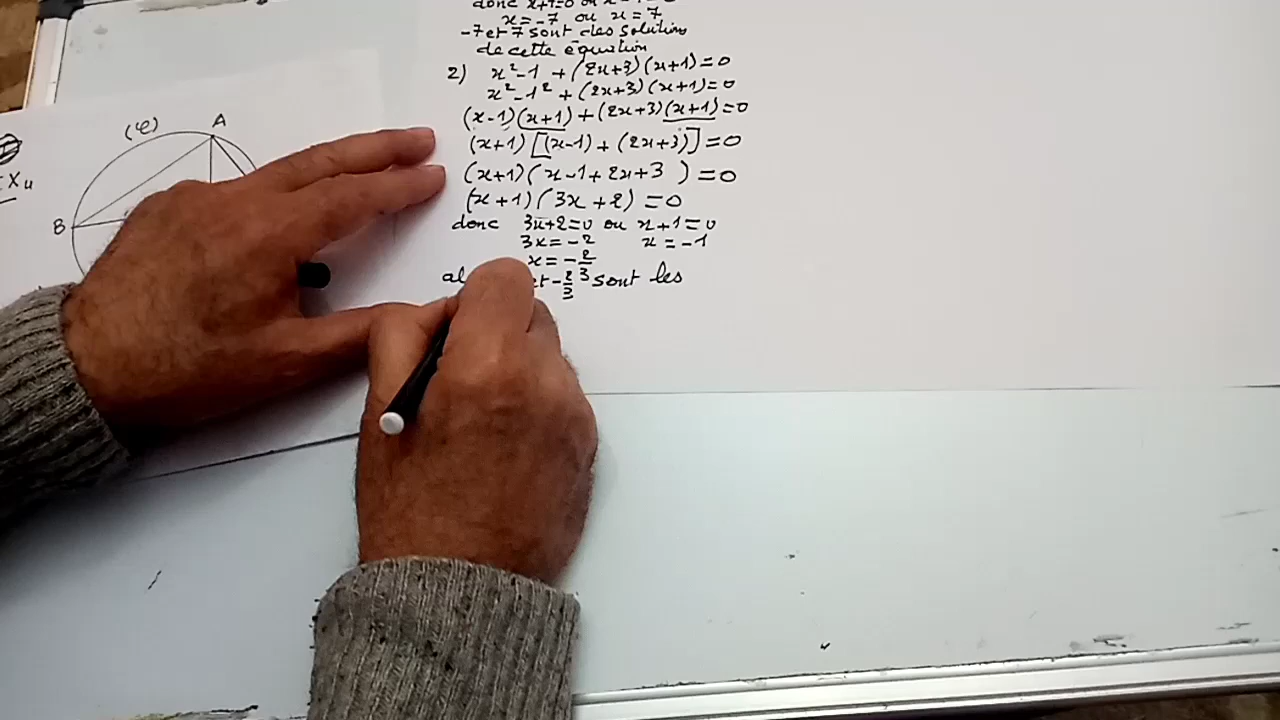 x = -7 ou x = 7
-7 et 7 sont des solutions
de cette équation
2) x² - 1 + (2x+3)(x+1) = 0
x² - 1² + (2x+3)(x+1) = 0
(x-1)(x+1) + (2x+3)(x+1) = 0
(x+1)[(x-1) + (2x+3)] = 0
(x+1)(x-1+2x+3) = 0
(x+1)(3x+2) = 0
donc 3x+2=0 ou x+1=0
3x = -2 x = -1
x = -2/3
et -2/3 sont les
(C) A
B